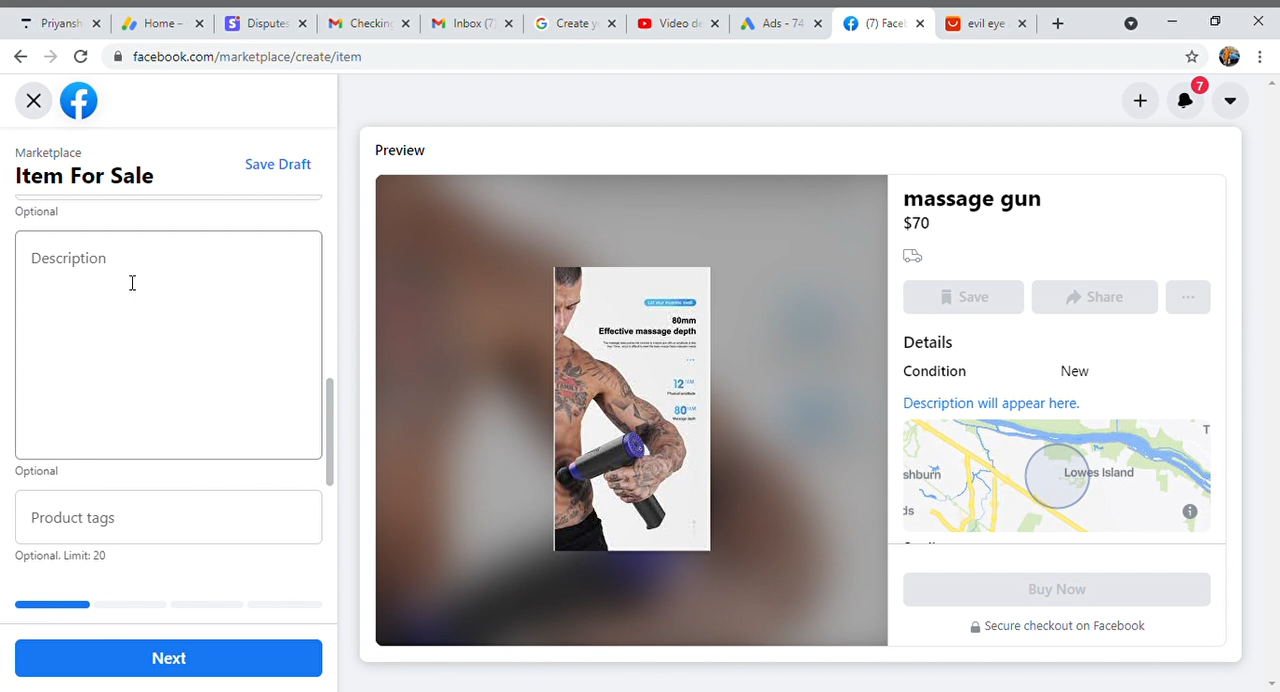 Priyansh
Home –
Disputes
Checking
Inbox (7
Create y
Video de
Ads - 74
(7) Face
evil eye
facebook.com/marketplace/create/item
7
Marketplace
Item For Sale
Save Draft
Optional
Description
Optional
Product tags
Optional. Limit: 20
Next
Preview
80mm
Effective massage depth
12
80
massage gun
$70
Save
Share
Details
Condition
New
Description will appear here.
T
shburn
Lowes Island
ds
Buy Now
Secure checkout on Facebook